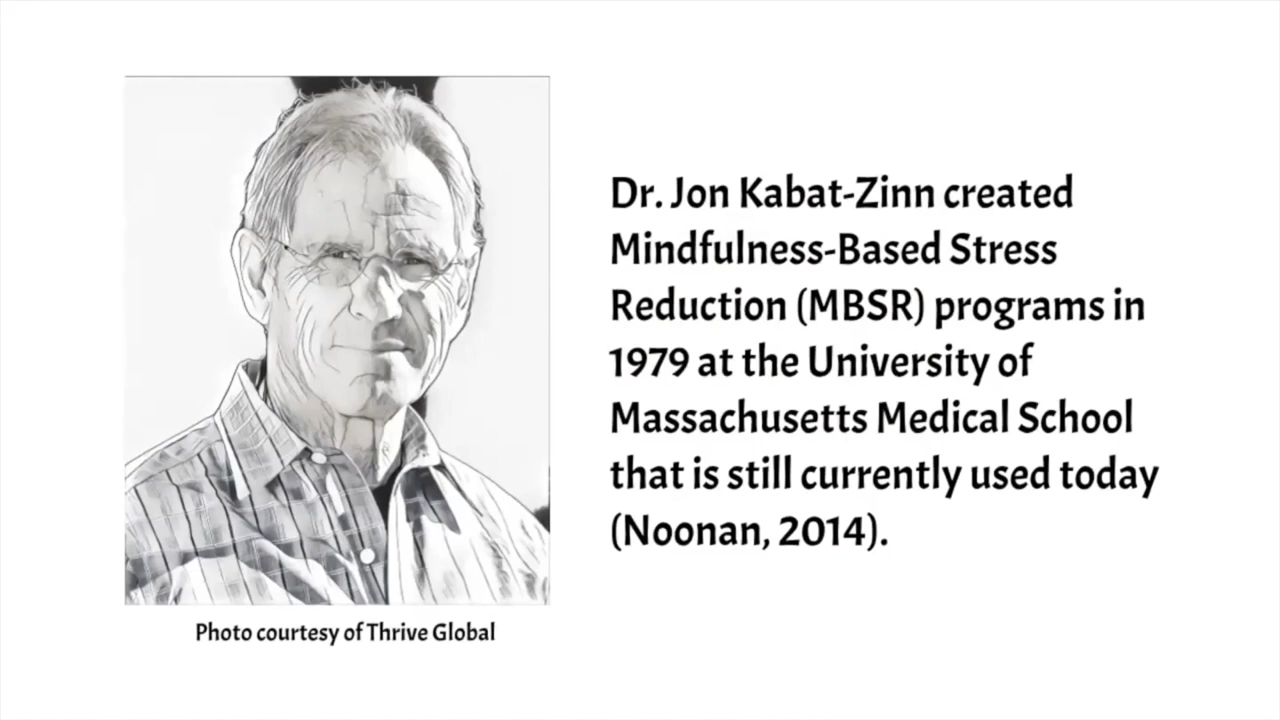 Dr. Jon Kabat-Zinn created
Mindfulness-Based Stress
Reduction (MBSR) programs in
1979 at the University of
Massachusetts Medical School
that is still currently used today
(Noonan, 2014).
Photo courtesy of Thrive Global